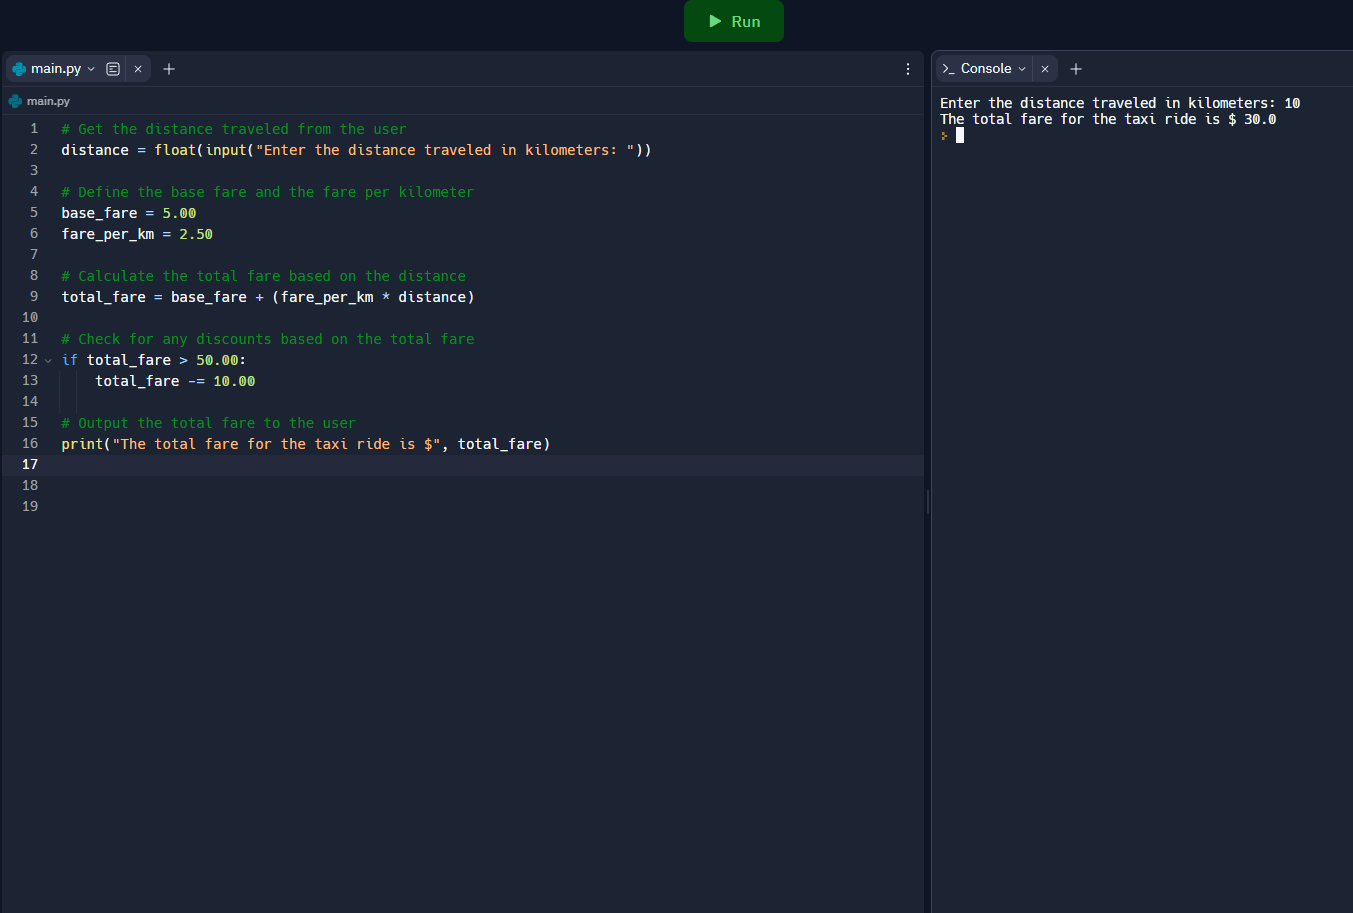 Run
main.py
main.py
1 # Get the distance traveled from the user
2 distance = float(input("Enter the distance traveled in kilometers: "))
3
4 # Define the base fare and the fare per kilometer
5 base_fare = 5.00
6 fare_per_km = 2.50
7
8 # Calculate the total fare based on the distance
9 total_fare = base_fare + (fare_per_km * distance)
10
11 # Check for any discounts based on the total fare
12 if total_fare > 50.00:
13     total_fare -= 10.00
14
15 # Output the total fare to the user
16 print("The total fare for the taxi ride is $", total_fare)
17
18
19
>_ Console
Enter the distance traveled in kilometers: 10
The total fare for the taxi ride is $ 30.0